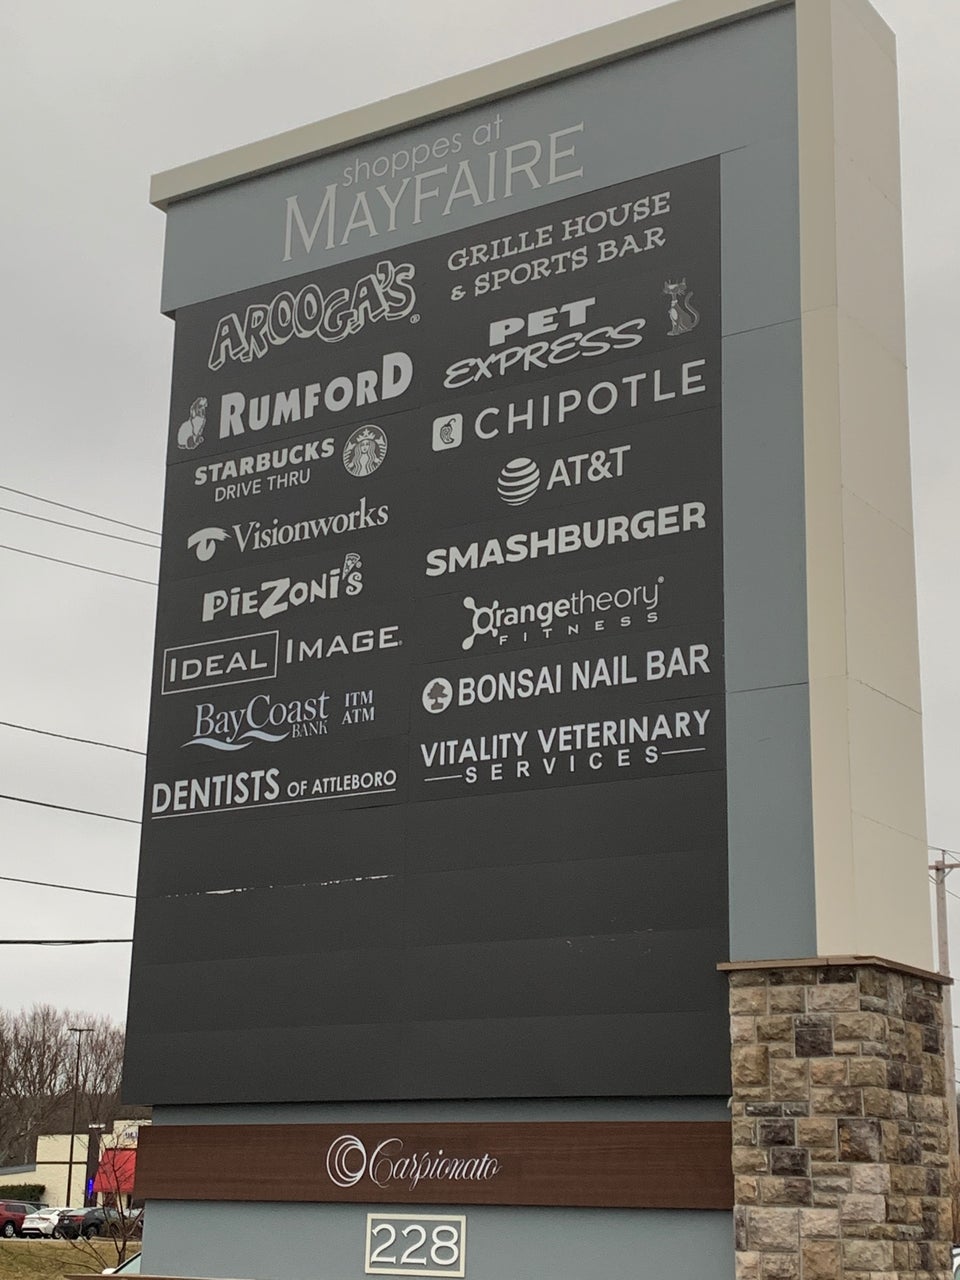 shoppes at
MAYFAIRE
AROOGA'S® GRILLE HOUSE
& SPORTS BAR
RUMFORD PET
EXPRESS
STARBUCKS
DRIVE THRU
CHIPOTLE
Visionworks
AT&T
PIEZONI'S
SMASHBURGER
IDEAL IMAGE
Orangetheory®
FITNESS
BayCoast
BANK
ITM
ATM
BONSAI NAIL BAR
DENTISTS OF ATTLEBORO
VITALITY VETERINARY
SERVICES
Carpionato
228